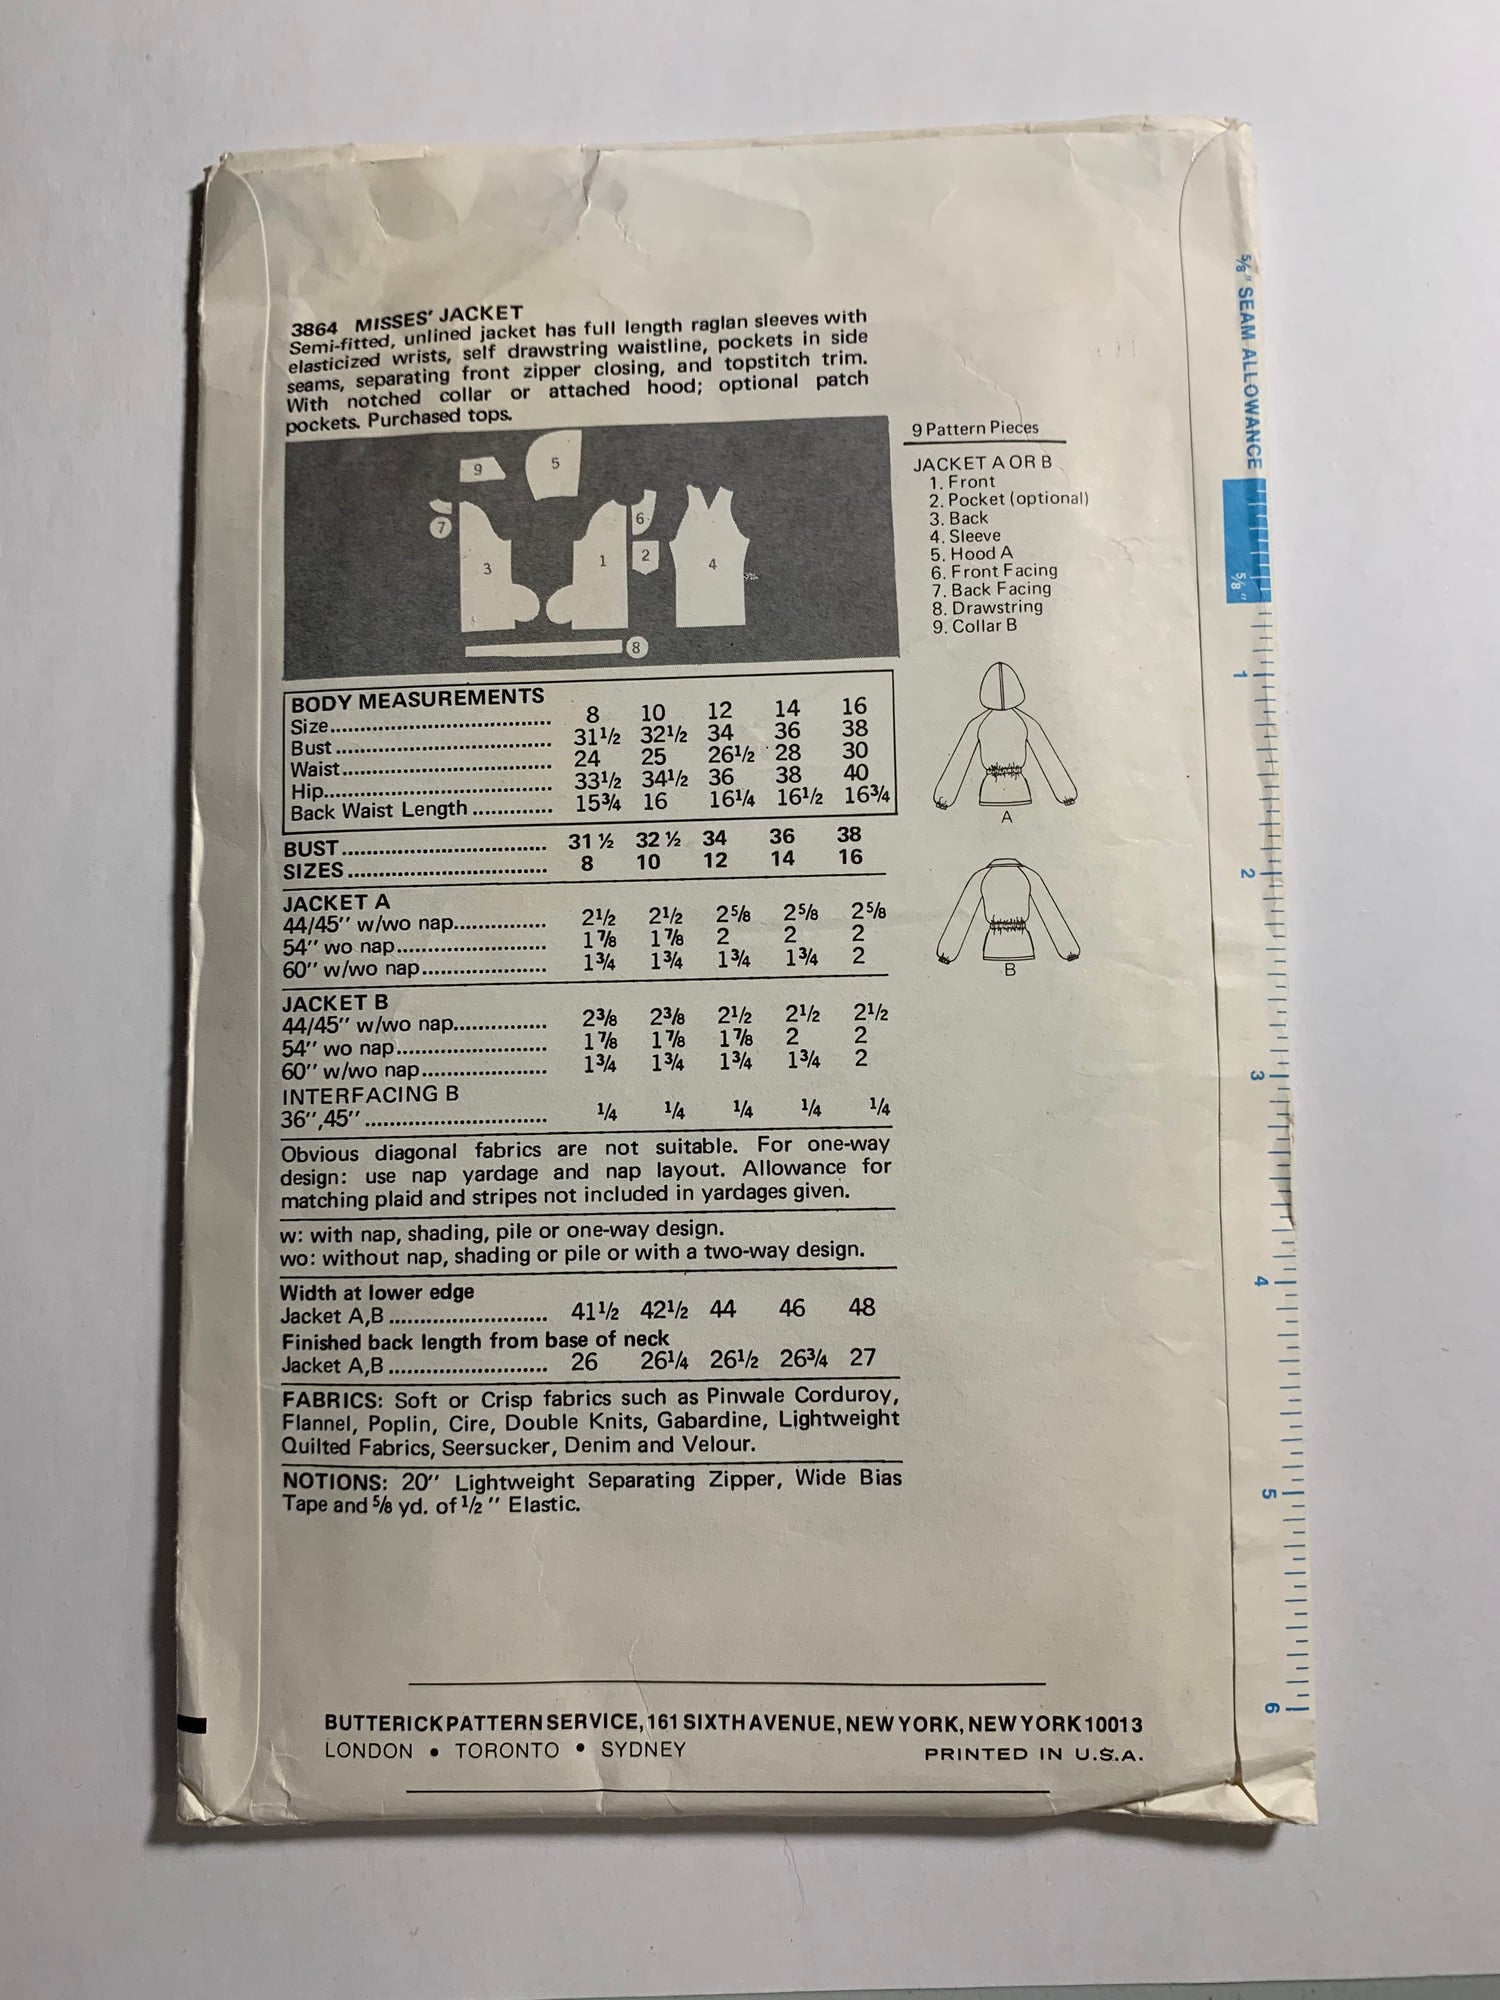 3864 MISSES' JACKET
Semi-fitted, unlined jacket has full length raglan sleeves with
elasticized wrists, self drawstring waistline, pockets in side
seams, separating front zipper closing, and topstitch trim.
With notched collar or attached hood; optional patch
pockets. Purchased tops.
9
5
7
3
1
6
2
4
8
9 Pattern Pieces
JACKET A OR B
1. Front
2. Pocket (optional)
3. Back
4. Sleeve
5. Hood A
6. Front Facing
7. Back Facing
8. Drawstring
9. Collar B
A
B
BODY MEASUREMENTS
Size................................... 8 10 12 14 16
Bust .................................. 31½ 32½ 34 36 38
Waist................................. 24 25 26½ 28 30
Hip.................................... 33½ 34½ 36 38 40
Back Waist Length ............. 15¾ 16 16¼ 16½ 16¾
BUST................................. 31 ½ 32 ½ 34 36 38
SIZES ................................ 8 10 12 14 16
JACKET A
44/45'' w/wo nap............... 2½ 2½ 2⅝ 2⅝ 2⅝
54'' wo nap........................ 1⅞ 1⅞ 2 2 2
60'' w/wo nap.................... 1¾ 1¾ 1¾ 1¾ 2
JACKET B
44/45'' w/wo nap............... 2⅜ 2⅜ 2½ 2½ 2½
54'' wo nap........................ 1⅞ 1⅞ 1⅞ 2 2
60'' w/wo nap.................... 1¾ 1¾ 1¾ 1¾ 2
INTERFACING B
36'',45'' ............................. ¼ ¼ ¼ ¼ ¼
Obvious diagonal fabrics are not suitable. For one-way
design: use nap yardage and nap layout. Allowance for
matching plaid and stripes not included in yardages given.
w: with nap, shading, pile or one-way design.
wo: without nap, shading or pile or with a two-way design.
Width at lower edge
Jacket A,B ......................... 41½ 42½ 44 46 48
Finished back length from base of neck
Jacket A,B ......................... 26 26¼ 26½ 26¾ 27
FABRICS: Soft or Crisp fabrics such as Pinwale Corduroy,
Flannel, Poplin, Cire, Double Knits, Gabardine, Lightweight
Quilted Fabrics, Seersucker, Denim and Velour.
NOTIONS: 20'' Lightweight Separating Zipper, Wide Bias
Tape and ⅝ yd. of ½ '' Elastic.
BUTTERICK PATTERN SERVICE, 161 SIXTH AVENUE, NEW YORK, NEW YORK 10013
LONDON • TORONTO • SYDNEY
PRINTED IN U.S.A.
⅝'' SEAM ALLOWANCE
⅝''
1
2
3
4
5
6